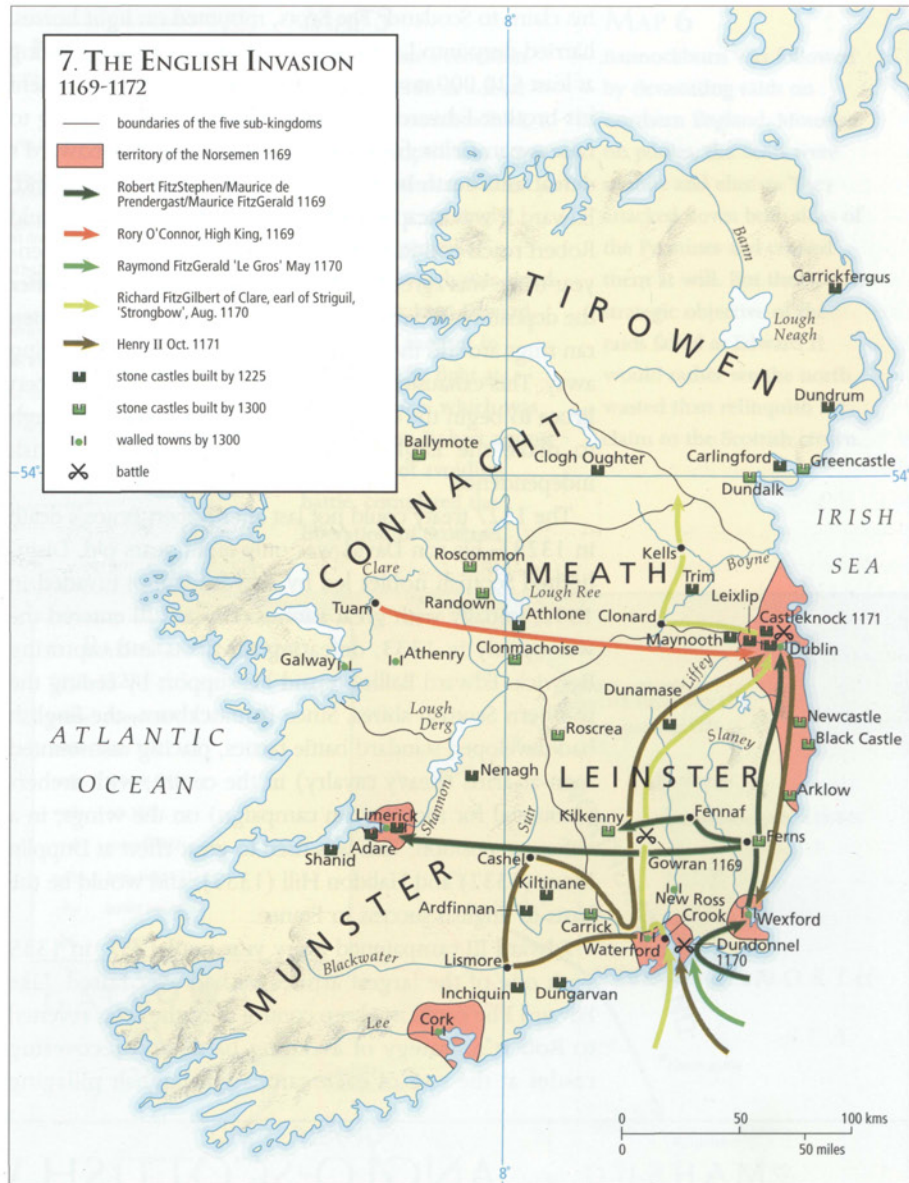 8°
7. THE ENGLISH INVASION
1169-1172
boundaries of the five sub-kingdoms
territory of the Norsemen 1169
Robert FitzStephen/Maurice de
Prendergast/Maurice FitzGerald 1169
Rory O'Connor, High King, 1169
Raymond FitzGerald 'Le Gros' May 1170
Richard FitzGilbert of Clare, earl of Striguil,
'Strongbow', Aug. 1170
Henry II Oct. 1171
stone castles built by 1225
stone castles built by 1300
walled towns by 1300
battle
TIROWEN
Bann
Carrickfergus
Lough
Neagh
Dundrum
Ballymote
Clogh Oughter
Carlingford
Greencastle
54°
54°
Dundalk
CONNACHT
IRISH
SEA
Kells
Boyne
Roscommon
MEATH
Clare
Lough Ree
Trim
Leixlip
Tuam
Randown
Athlone
Clonard
Castleknock 1171
Maynooth
Dublin
Galway
Athenry
Clonmachoise
Liffey
Dunamase
Lough
Derg
Roscrea
Newcastle
Slaney
Black Castle
ATLANTIC
OCEAN
Nenagh
LEINSTER
Arklow
Shannon
Suir
Limerick
Kilkenny
Fennaf
Ferns
Adare
Shanid
Gowran 1169
Cashel
MUNSTER
Kiltinane
New Ross
Ardfinnan
Crook
Wexford
Carrick
Waterford
Dundonnel
1170
Lismore
Blackwater
Inchiquin
Dungarvan
Lee
Cork
0 50 100 kms
0 50 miles
8°